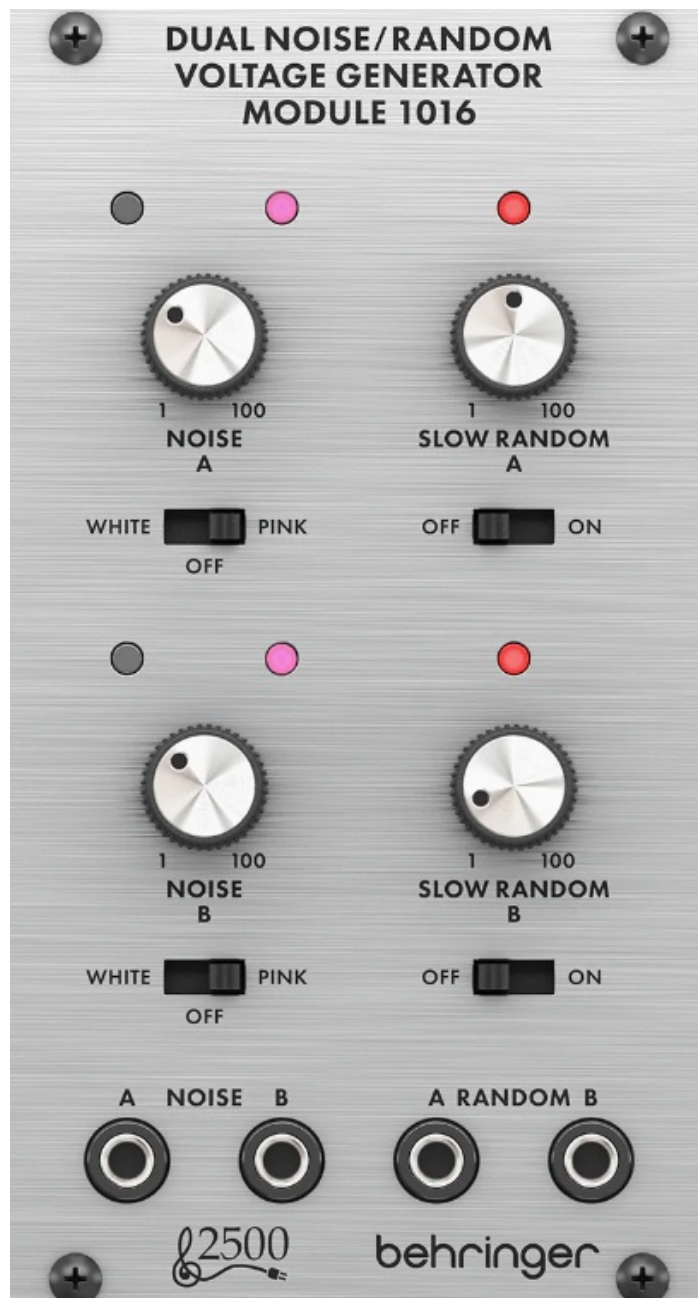 DUAL NOISE/RANDOM
VOLTAGE GENERATOR
MODULE 1016
1 100
NOISE
A
1 100
SLOW RANDOM
A
WHITE PINK
OFF
OFF ON
1 100
NOISE
B
1 100
SLOW RANDOM
B
WHITE PINK
OFF
OFF ON
A NOISE B
A RANDOM B
2500
behringer